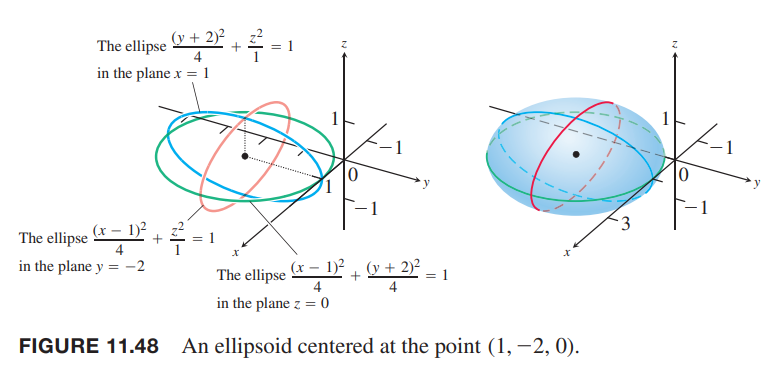 The ellipse (y + 2)²/4 + z²/1 = 1
in the plane x = 1
z
1
-1
0
y
1
-1
x
The ellipse (x − 1)²/4 + z²/1 = 1
in the plane y = −2
The ellipse (x − 1)²/4 + (y + 2)²/4 = 1
in the plane z = 0
z
1
-1
0
y
-1
3
x
FIGURE 11.48 An ellipsoid centered at the point (1, −2, 0).